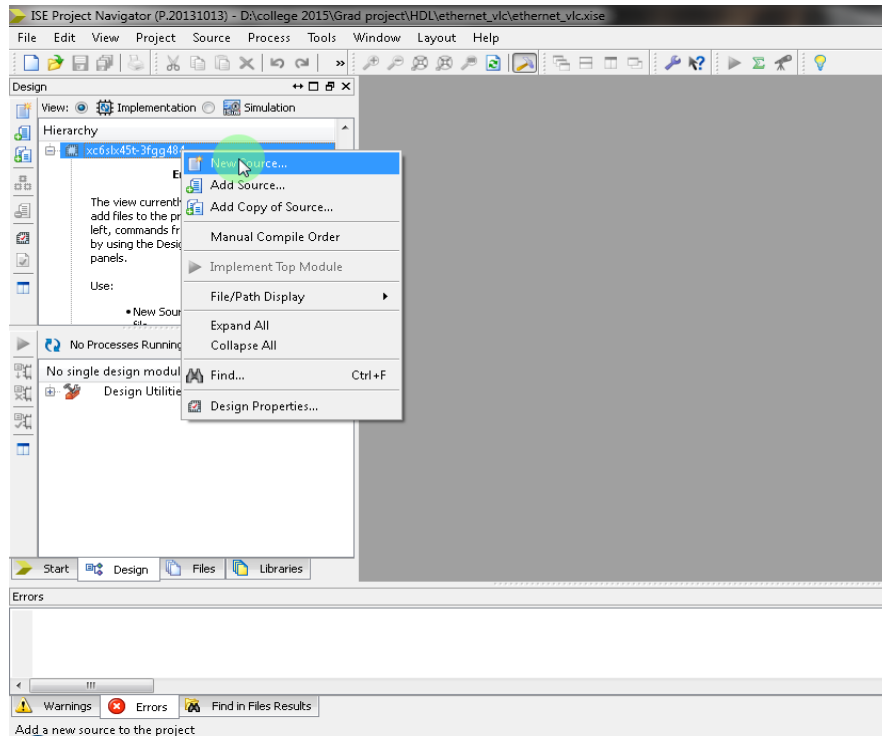 ISE Project Navigator (P.20131013) - D:\college 2015\Grad project\HDL\ethernet_vlc\ethernet_vlc.xise
File Edit View Project Source Process Tools Window Layout Help
»
Design
View: Implementation Simulation
Hierarchy
xc6slx45t-3fgg484
The view currently
add files to the pr
left, commands fr
by using the Desig
panels.
Use:
• New Sour
New Source...
Add Source...
Add Copy of Source...
Manual Compile Order
Implement Top Module
File/Path Display
Expand All
Collapse All
Find... Ctrl+F
Design Properties...
No Processes Running
No single design modul
Design Utilitie
Start Design Files Libraries
Errors
Warnings Errors Find in Files Results
Add a new source to the project